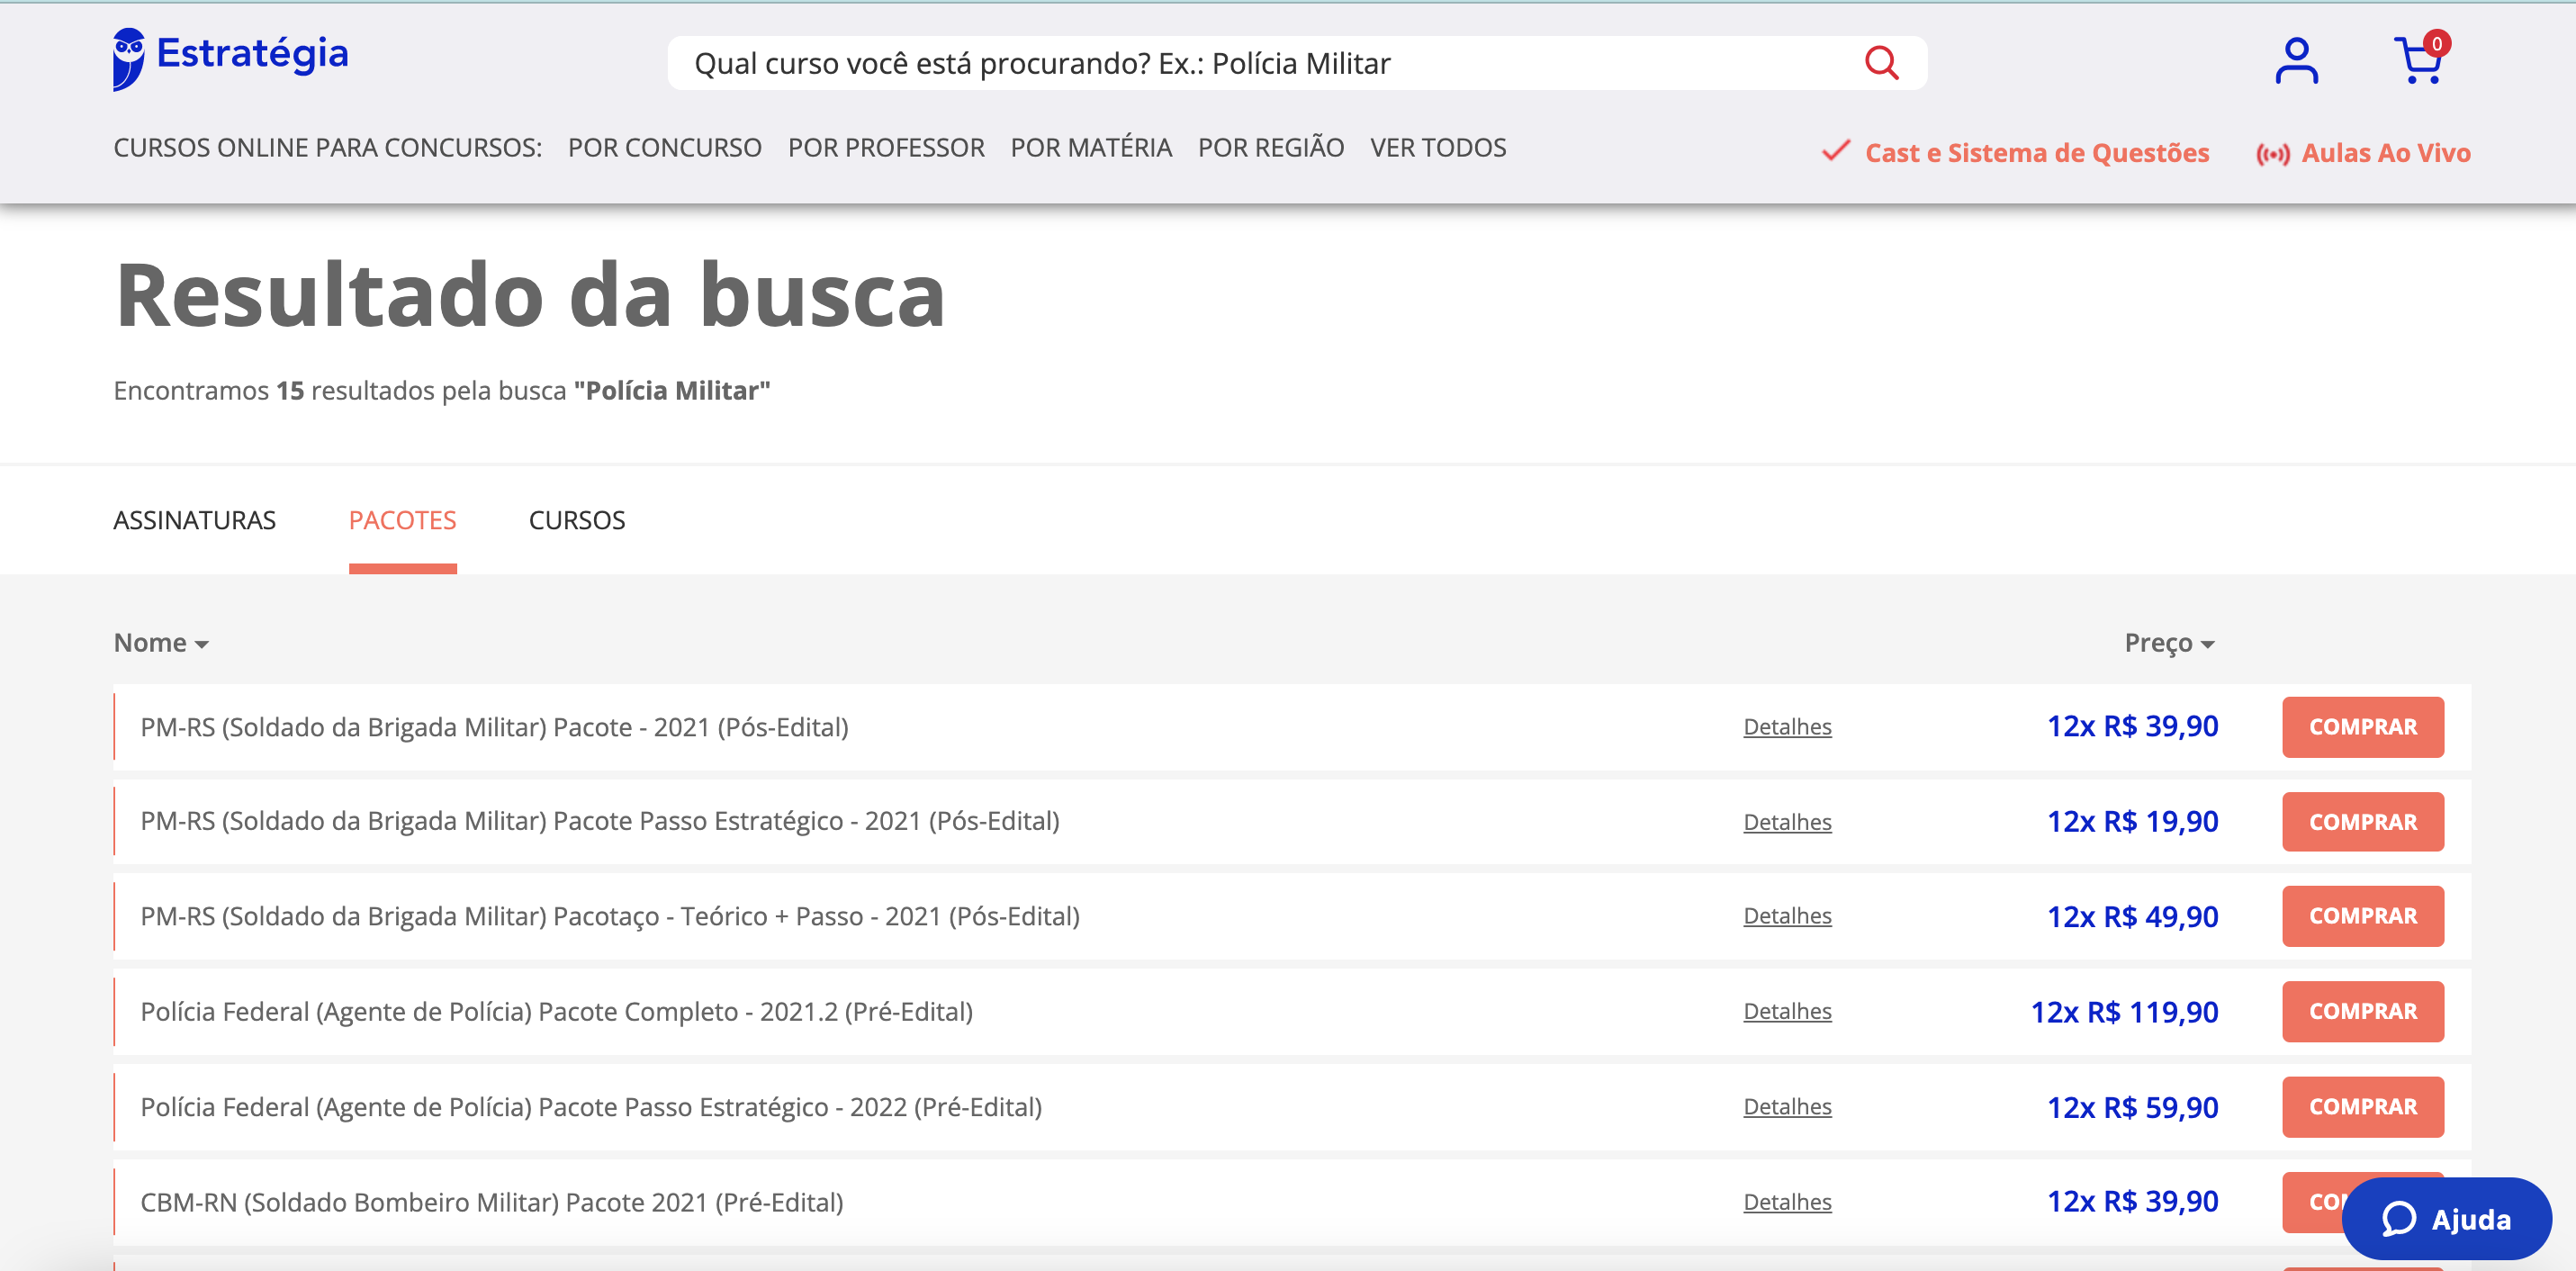 Estratégia
Qual curso você está procurando? Ex.: Polícia Militar
0
CURSOS ONLINE PARA CONCURSOS: POR CONCURSO POR PROFESSOR POR MATÉRIA POR REGIÃO VER TODOS
Cast e Sistema de Questões Aulas Ao Vivo
Resultado da busca
Encontramos 15 resultados pela busca "Polícia Militar"
ASSINATURAS PACOTES CURSOS
Nome Preço
PM-RS (Soldado da Brigada Militar) Pacote - 2021 (Pós-Edital) Detalhes 12x R$ 39,90 COMPRAR
PM-RS (Soldado da Brigada Militar) Pacote Passo Estratégico - 2021 (Pós-Edital) Detalhes 12x R$ 19,90 COMPRAR
PM-RS (Soldado da Brigada Militar) Pacotaço - Teórico + Passo - 2021 (Pós-Edital) Detalhes 12x R$ 49,90 COMPRAR
Polícia Federal (Agente de Polícia) Pacote Completo - 2021.2 (Pré-Edital) Detalhes 12x R$ 119,90 COMPRAR
Polícia Federal (Agente de Polícia) Pacote Passo Estratégico - 2022 (Pré-Edital) Detalhes 12x R$ 59,90 COMPRAR
CBM-RN (Soldado Bombeiro Militar) Pacote 2021 (Pré-Edital) Detalhes 12x R$ 39,90
Ajuda